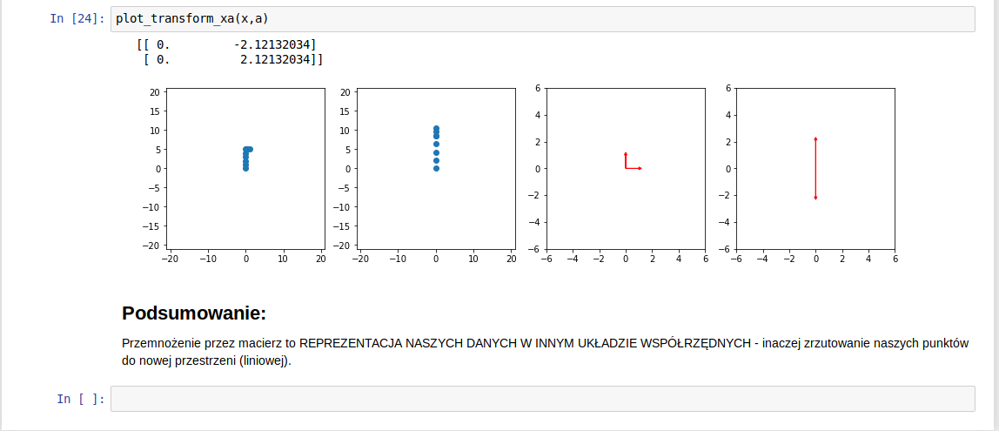 In [24]: plot_transform_xa(x,a)
[[ 0. -2.12132034]
[ 0. 2.12132034]]
20 15 10 5 0 −5 −10 −15 −20
−20 −10 0 10 20
20 15 10 5 0 −5 −10 −15 −20
−20 −10 0 10 20
6 4 2 0 −2 −4 −6
−6 −4 −2 0 2 4 6
6 4 2 0 −2 −4 −6
−6 −4 −2 0 2 4 6
Podsumowanie:
Przemnożenie przez macierz to REPREZENTACJA NASZYCH DANYCH W INNYM UKŁADZIE WSPÓŁRZĘDNYCH - inaczej zrzutowanie naszych punktów
do nowej przestrzeni (liniowej).
In [ ]: